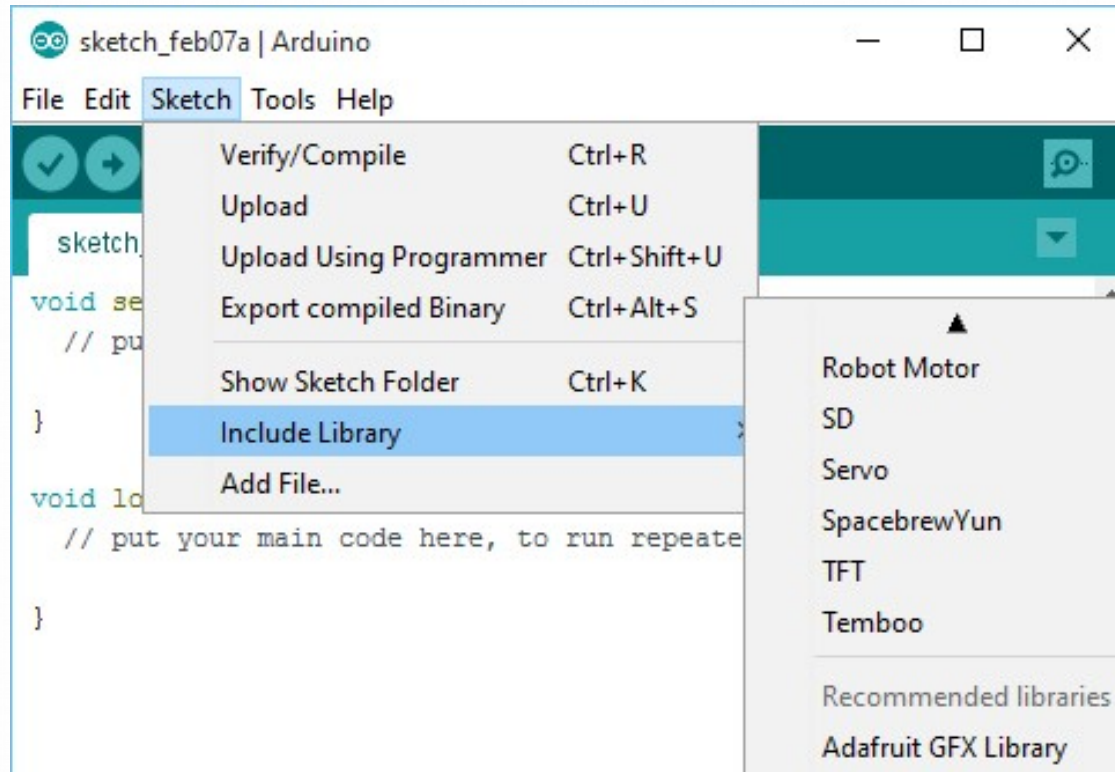 sketch_feb07a | Arduino
File Edit Sketch Tools Help
Verify/Compile Ctrl+R
Upload Ctrl+U
Upload Using Programmer Ctrl+Shift+U
Export compiled Binary Ctrl+Alt+S
Show Sketch Folder Ctrl+K
Include Library
Add File...
sketch_
void se
// pu
}
void lo
// put your main code here, to run repeate
}
Robot Motor
SD
Servo
SpacebrewYun
TFT
Temboo
Recommended libraries
Adafruit GFX Library